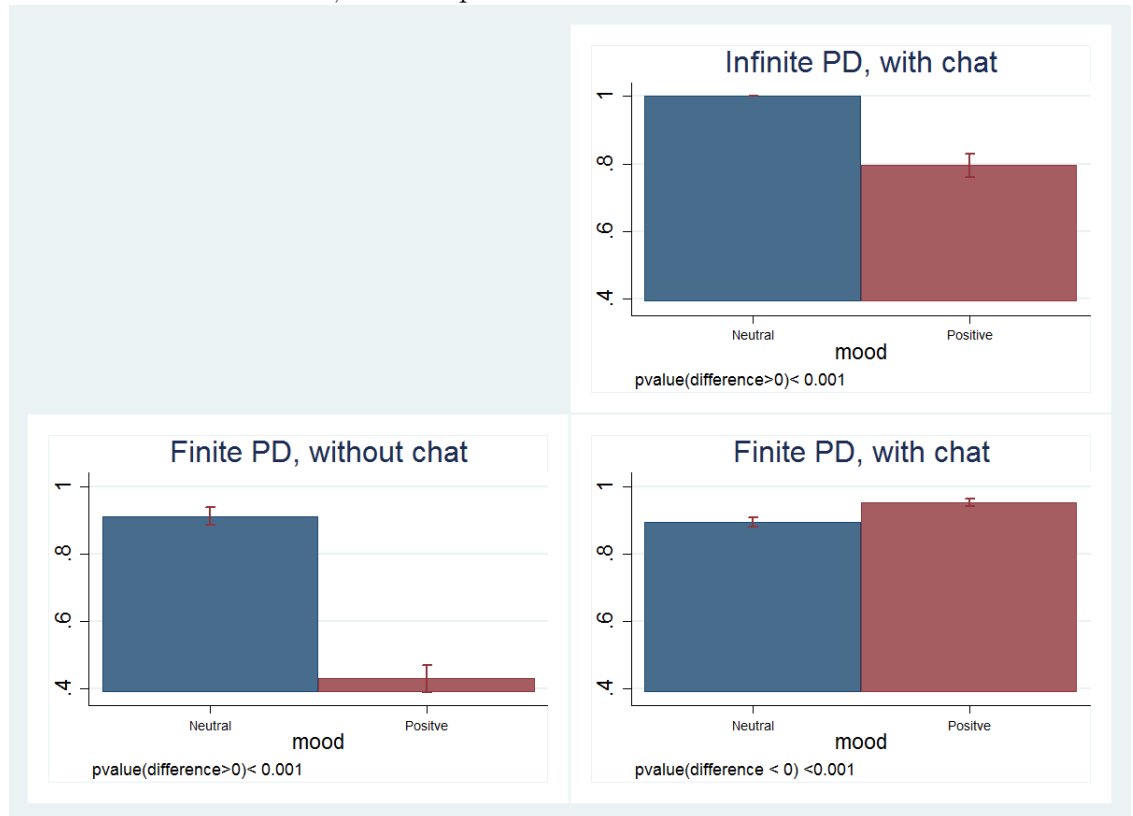 Infinite PD, with chat
1
.8
.6
.4
Neutral Positive
mood
pvalue(difference>0)< 0.001
Finite PD, without chat
1
.8
.6
.4
Neutral Positve
mood
pvalue(difference>0)< 0.001
Finite PD, with chat
1
.8
.6
.4
Neutral Positve
mood
pvalue(difference < 0) <0.001